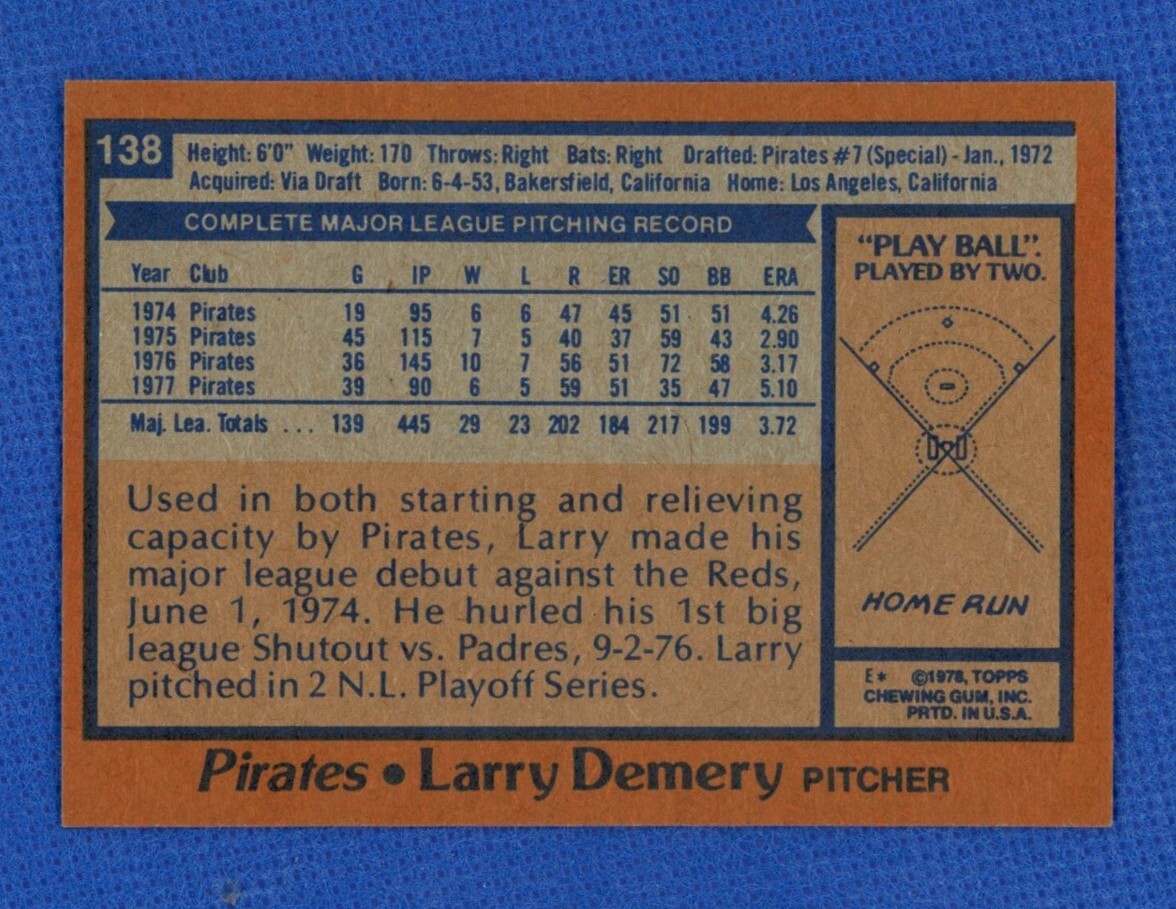 138
Height: 6'0" Weight: 170 Throws: Right Bats: Right Drafted: Pirates #7 (Special) - Jan., 1972
Acquired: Via Draft Born: 6-4-53, Bakersfield, California Home: Los Angeles, California
COMPLETE MAJOR LEAGUE PITCHING RECORD
Year Club G IP W L R ER SO BB ERA
1974 Pirates 19 95 6 6 47 45 51 51 4.26
1975 Pirates 45 115 7 5 40 37 59 43 2.90
1976 Pirates 36 145 10 7 56 51 72 58 3.17
1977 Pirates 39 90 6 5 59 51 35 47 5.10
Maj. Lea. Totals ... 139 445 29 23 202 184 217 199 3.72
Used in both starting and relieving
capacity by Pirates, Larry made his
major league debut against the Reds,
June 1, 1974. He hurled his 1st big
league Shutout vs. Padres, 9-2-76. Larry
pitched in 2 N.L. Playoff Series.
"PLAY BALL".
PLAYED BY TWO.
HOME RUN
E* ©1978, TOPPS
CHEWING GUM, INC.
PRTD. IN U.S.A.
Pirates • Larry Demery PITCHER